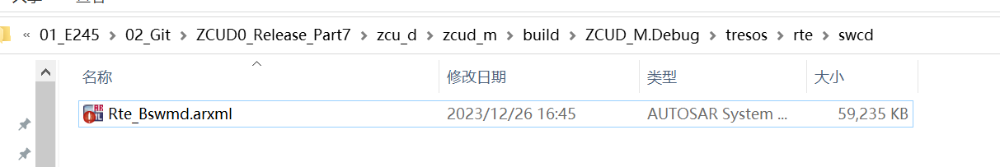 « 01_E245 > 02_Git > ZCUD0_Release_Part7 > zcu_d > zcud_m > build > ZCUD_M.Debug > tresos > rte > swcd
名称 修改日期 类型 大小
Rte_Bswmd.arxml 2023/12/26 16:45 AUTOSAR System ... 59,235 KB